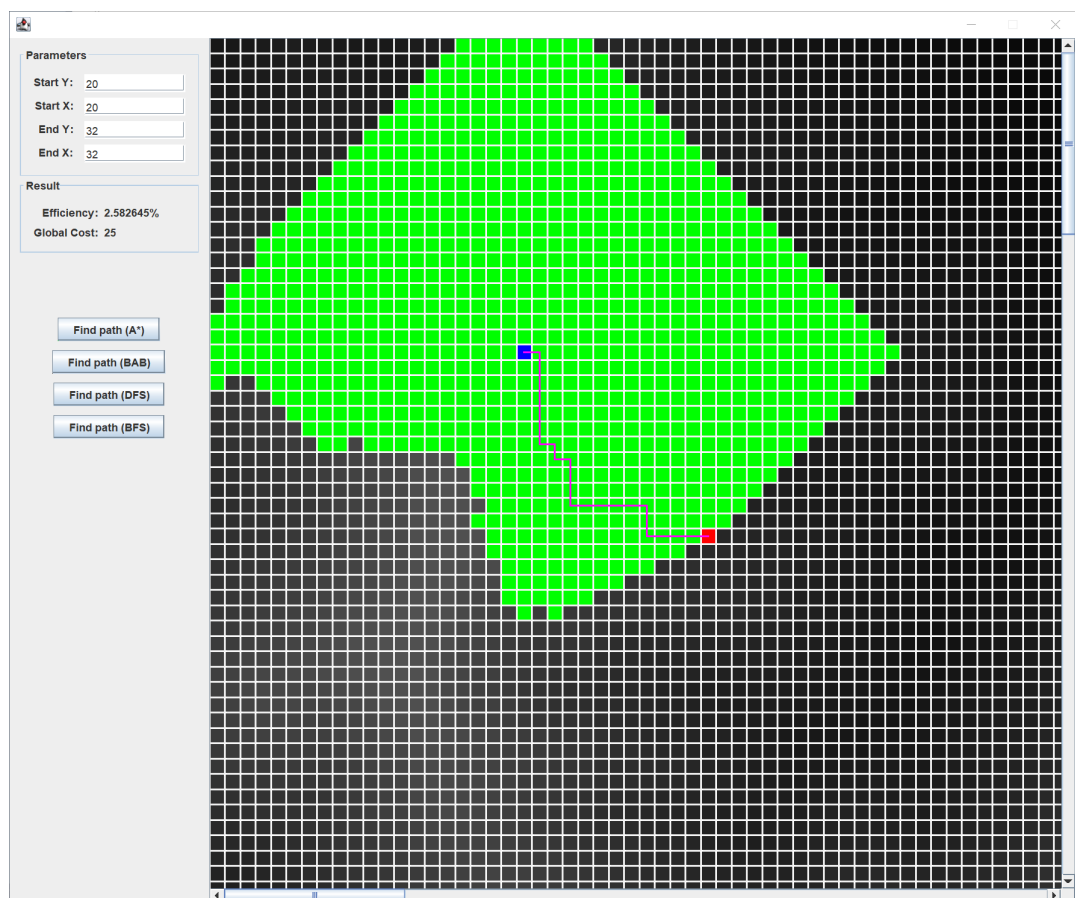 Parameters
Start Y: 20
Start X: 20
End Y: 32
End X: 32
Result
Efficiency: 2.582645%
Global Cost: 25
Find path (A*)
Find path (BAB)
Find path (DFS)
Find path (BFS)